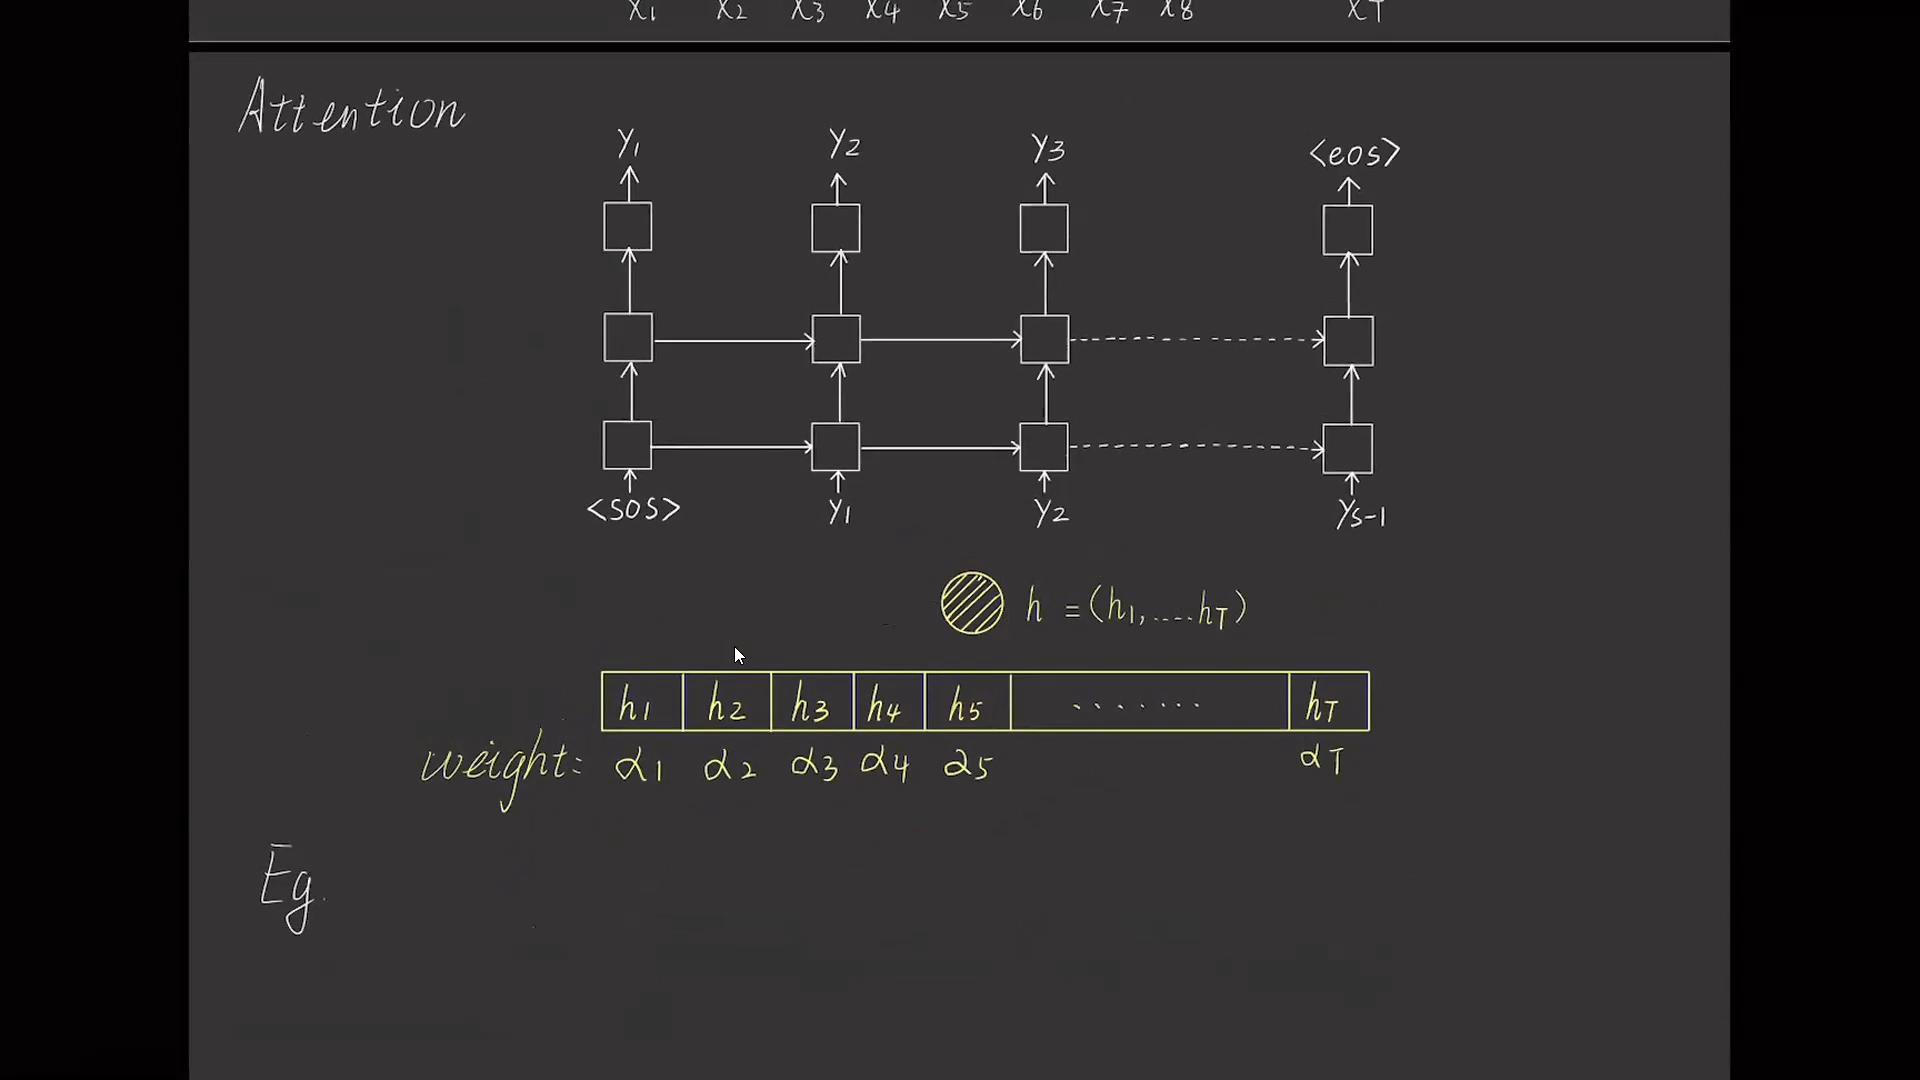 x1 x2 x3 x4 x5 x6 x7 x8 xT
Attention
y1 y2 y3 <eos>
<sos> y1 y2 ys-1
h = (h1, .... hT)
h1 h2 h3 h4 h5 ....... hT
weight: α1 α2 α3 α4 α5 αT
Eg.